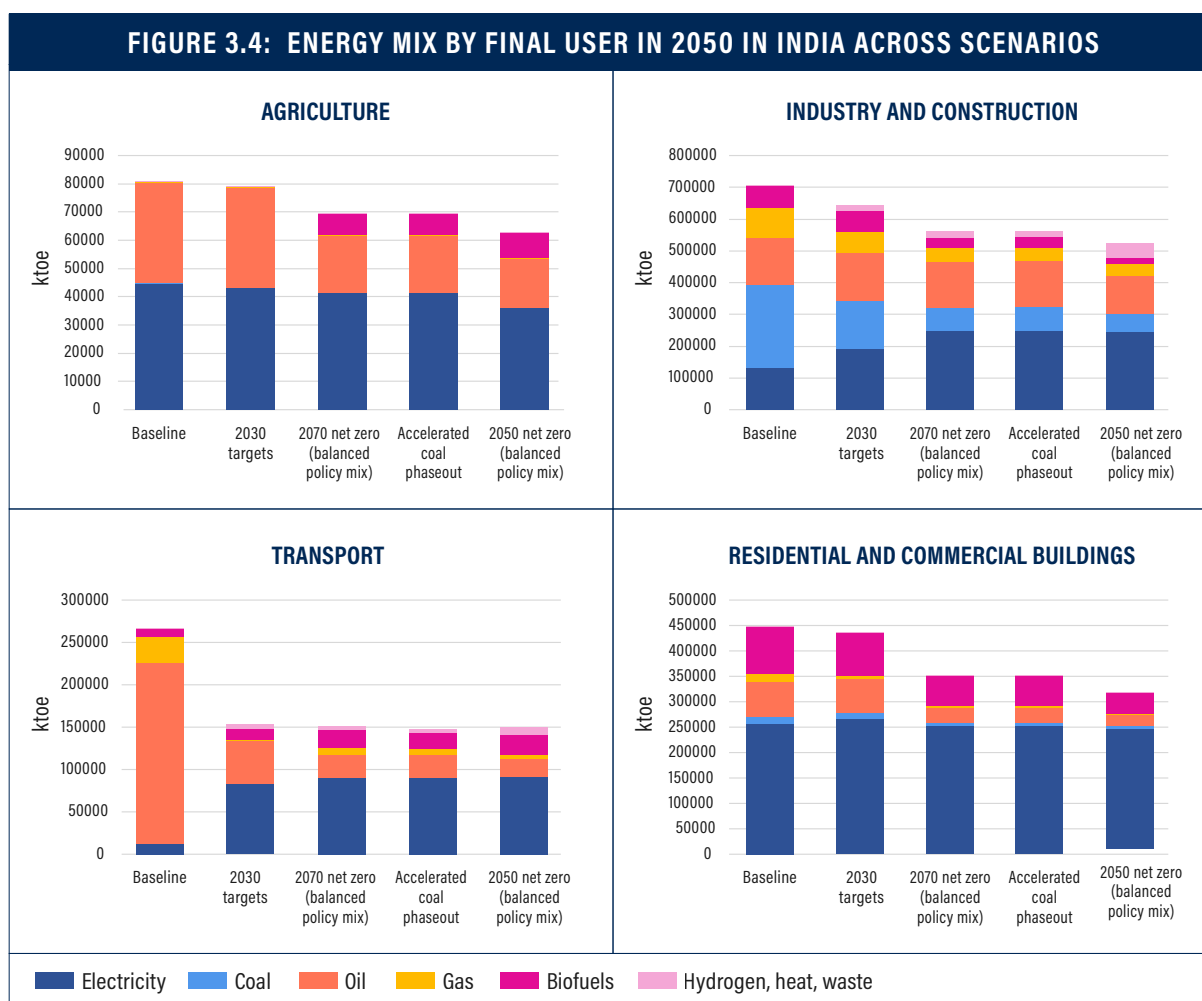 FIGURE 3.4: ENERGY MIX BY FINAL USER IN 2050 IN INDIA ACROSS SCENARIOS
AGRICULTURE
ktoe
90000
80000
70000
60000
50000
40000
30000
20000
10000
0
Baseline
2030
targets
2070 net zero
(balanced
policy mix)
Accelerated
coal
phaseout
2050 net zero
(balanced
policy mix)
INDUSTRY AND CONSTRUCTION
ktoe
800000
700000
600000
500000
400000
300000
200000
100000
0
Baseline
2030
targets
2070 net zero
(balanced
policy mix)
Accelerated
coal
phaseout
2050 net zero
(balanced
policy mix)
TRANSPORT
ktoe
300000
250000
200000
150000
100000
50000
0
Baseline
2030
targets
2070 net zero
(balanced
policy mix)
Accelerated
coal
phaseout
2050 net zero
(balanced
policy mix)
RESIDENTIAL AND COMMERCIAL BUILDINGS
ktoe
500000
450000
400000
350000
300000
250000
200000
150000
100000
50000
0
Baseline
2030
targets
2070 net zero
(balanced
policy mix)
Accelerated
coal
phaseout
2050 net zero
(balanced
policy mix)
Electricity Coal Oil Gas Biofuels Hydrogen, heat, waste